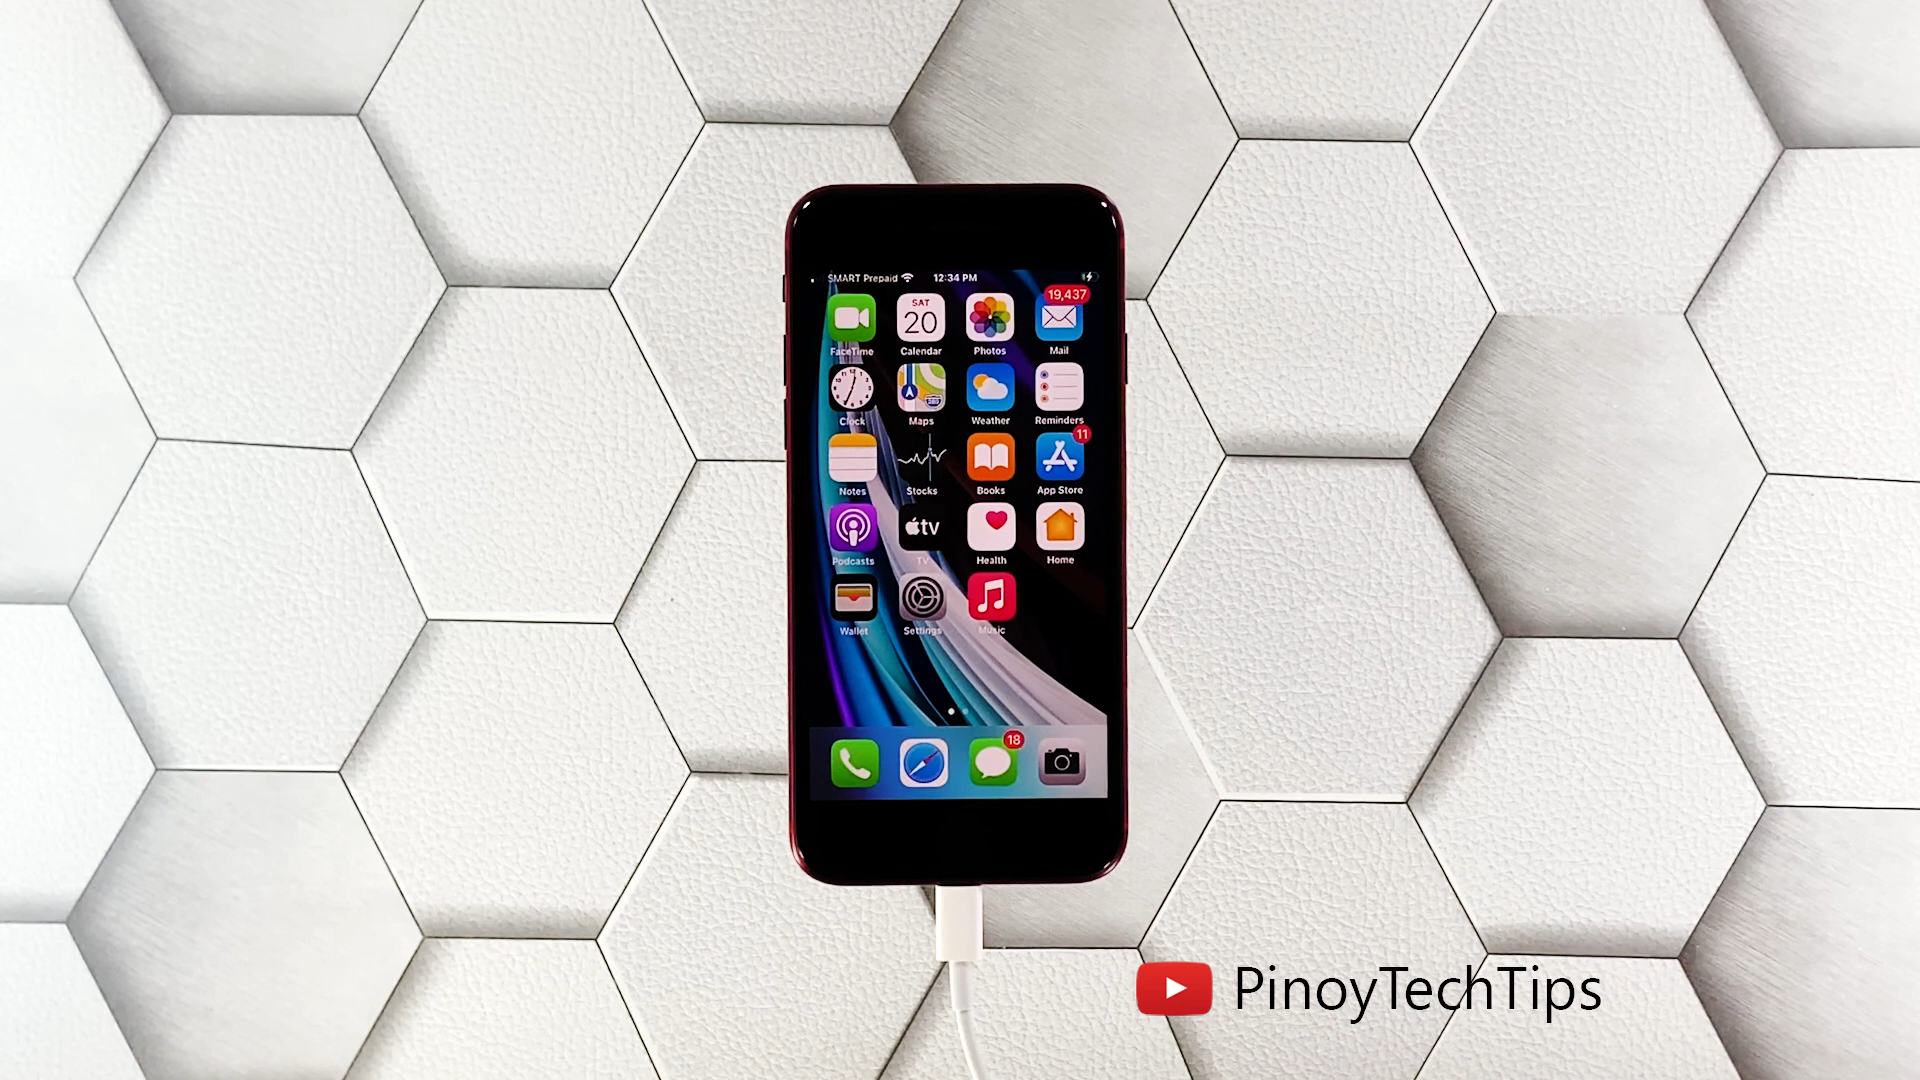 SMART Prepaid 12:34 PM
SAT
20
19,437
FaceTime Calendar Photos Mail
Clock Maps Weather Reminders
11
Notes Stocks Books App Store
tv
Podcasts TV Health Home
Wallet Settings Music
18
PinoyTechTips